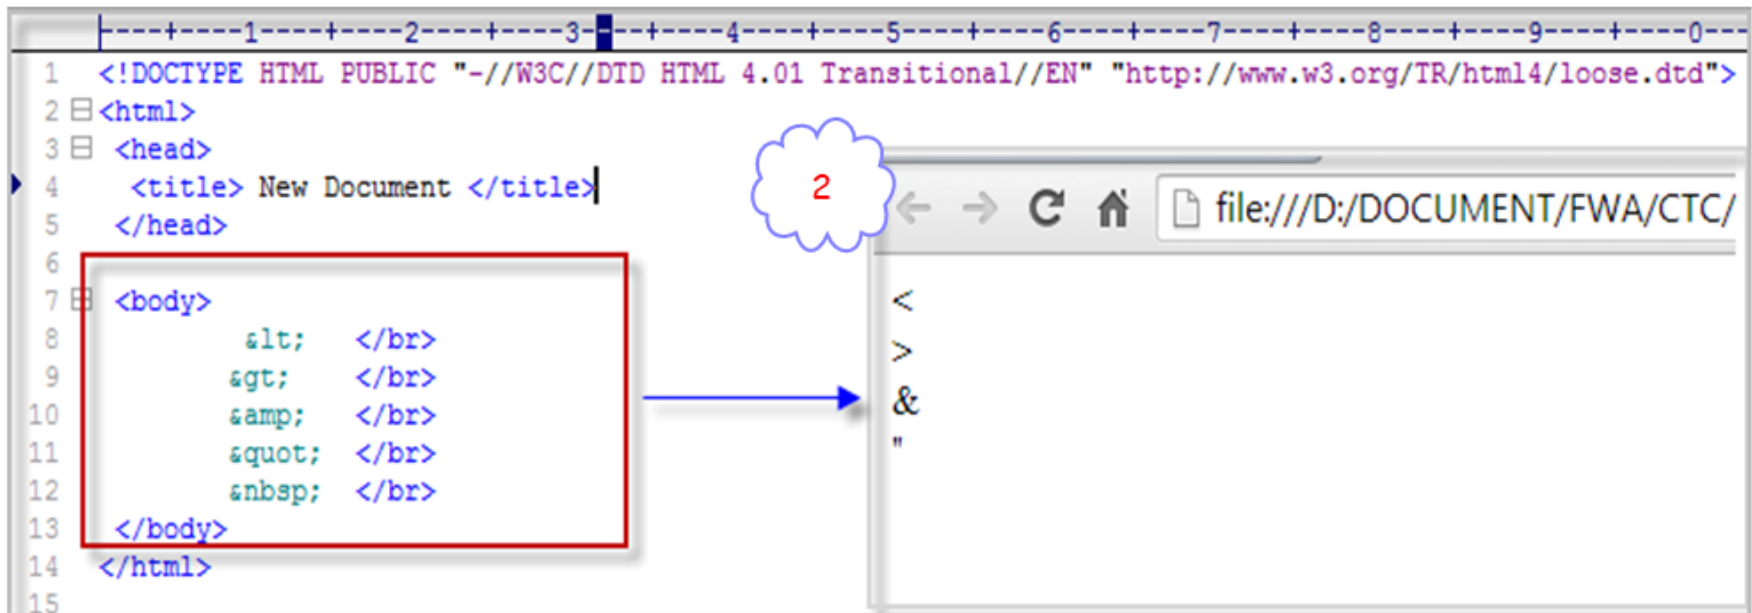 |----+----1----+----2----+----3----+----4----+----5----+----6----+----7----+----8----+----9----+----0---
1 <!DOCTYPE HTML PUBLIC "-//W3C//DTD HTML 4.01 Transitional//EN" "http://www.w3.org/TR/html4/loose.dtd">
2 <html>
3 <head>
4 <title> New Document </title>
5 </head>
6
7 <body>
8 &lt; </br>
9 &gt; </br>
10 &amp; </br>
11 &quot; </br>
12 &nbsp; </br>
13 </body>
14 </html>
15
2
file:///D:/DOCUMENT/FWA/CTC/
<
>
&
"